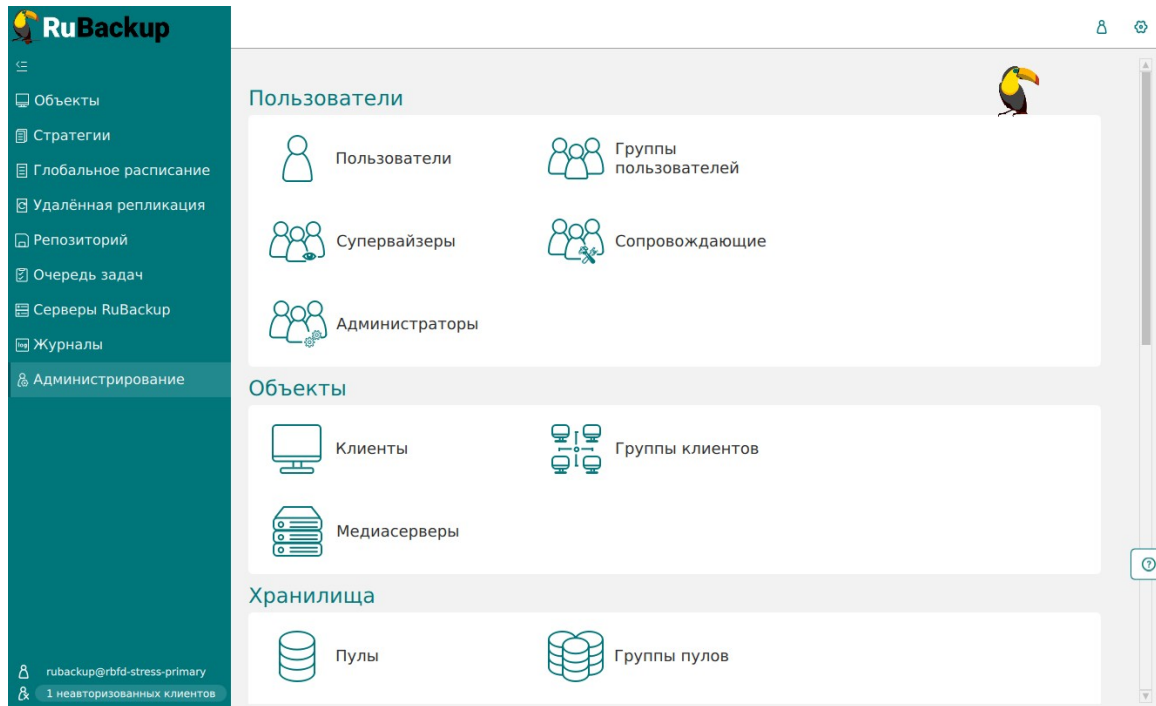 RuBackup
Объекты
Стратегии
Глобальное расписание
Удалённая репликация
Репозиторий
Очередь задач
Серверы RuBackup
log Журналы
Администрирование
rubackup@rbfd-stress-primary
1 неавторизованных клиентов
Пользователи
Пользователи
Группы
пользователей
Супервайзеры
Сопровождающие
Администраторы
Объекты
Клиенты
Группы клиентов
Медиасерверы
Хранилища
Пулы
Группы пулов
?